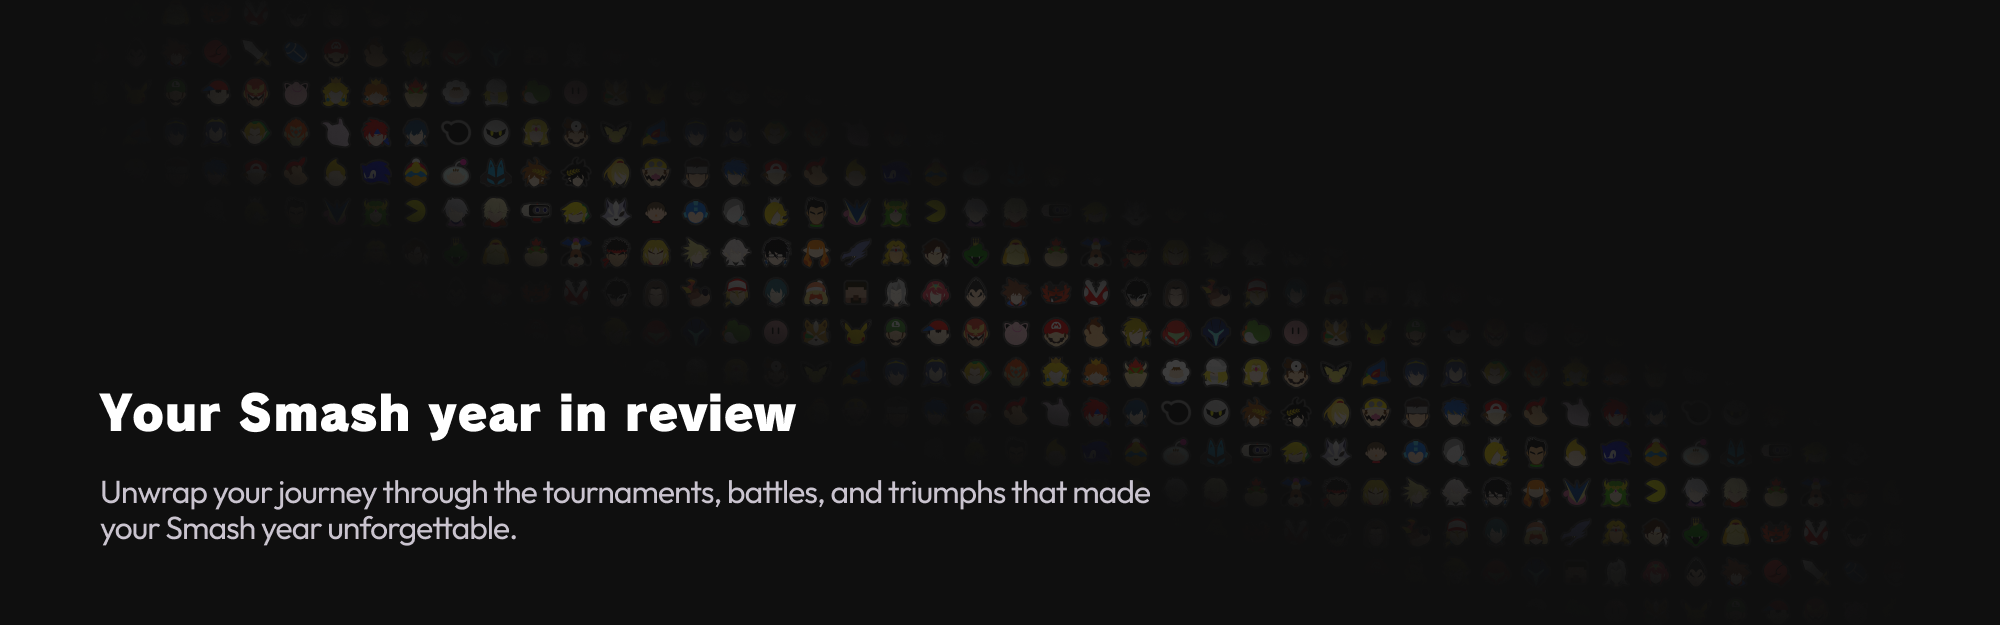 Your Smash year in review
Unwrap your journey through the tournaments, battles, and triumphs that made
your Smash year unforgettable.